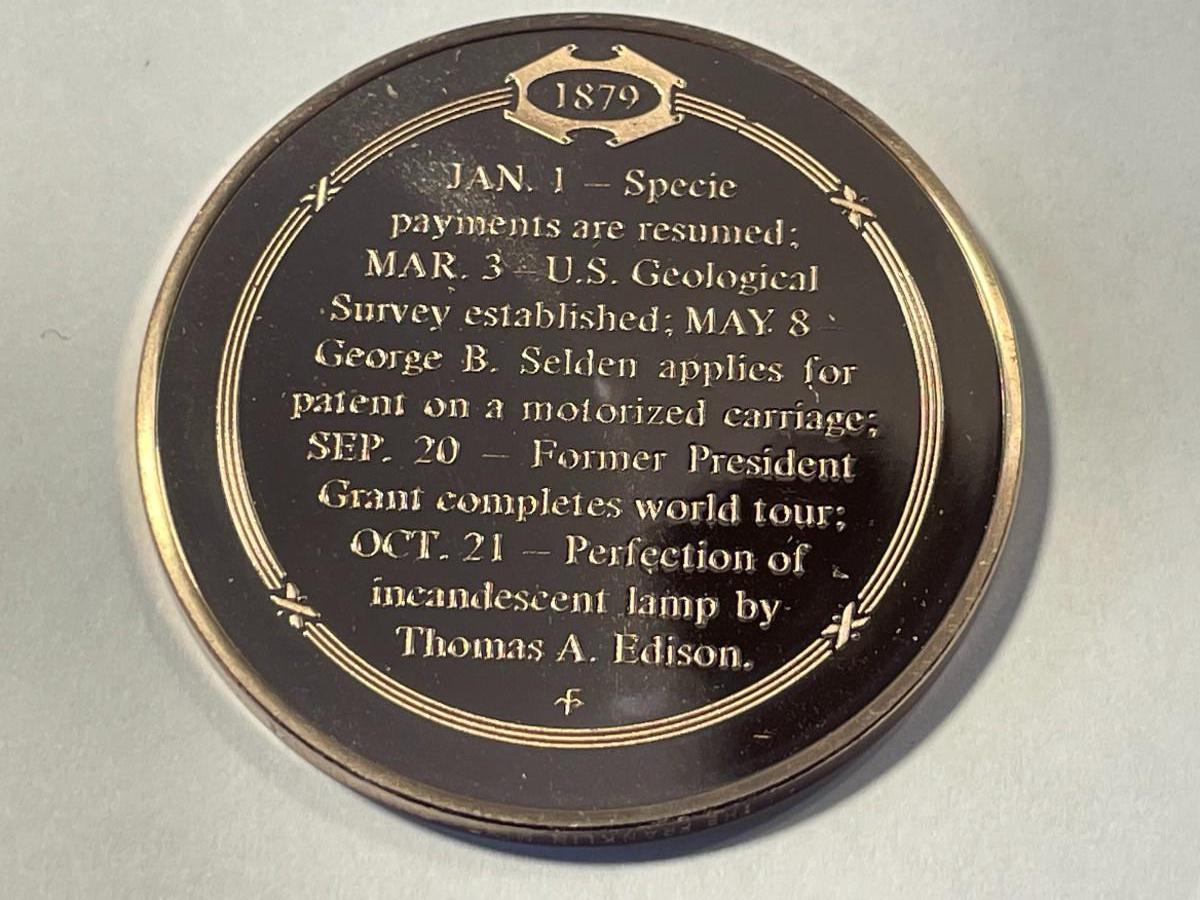 1879
JAN. 1 – Specie
payments are resumed;
MAR. 3 – U.S. Geological
Survey established; MAY 8 -
George B. Selden applies for
patent on a motorized carriage;
SEP. 20 – Former President
Grant completes world tour;
OCT. 21 – Perfection of
incandescent lamp by
Thomas A. Edison.
THE FRANKLIN